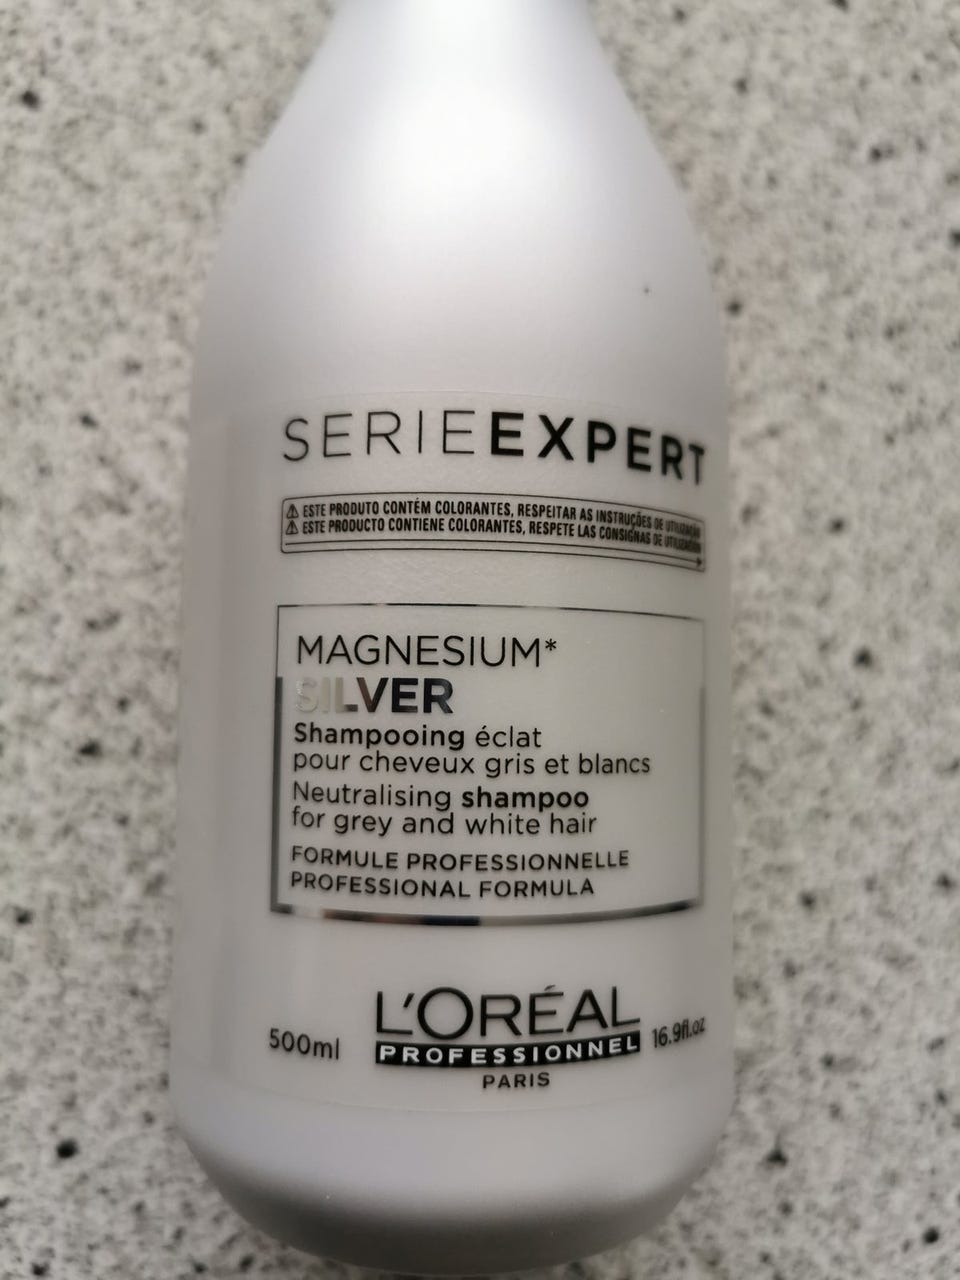 SERIEEXPERT
⚠ ESTE PRODUTO CONTÉM COLORANTES, RESPEITAR AS INSTRUÇÕES DE UTILIZAÇÃO
⚠ ESTE PRODUCTO CONTIENE COLORANTES, RESPETE LAS CONSIGNAS DE UTILIZACIÓN
MAGNESIUM*
SILVER
Shampooing éclat
pour cheveux gris et blancs
Neutralising shampoo
for grey and white hair
FORMULE PROFESSIONNELLE
PROFESSIONAL FORMULA
L'ORÉAL
500ml PROFESSIONNEL 16.9fl.oz
PARIS